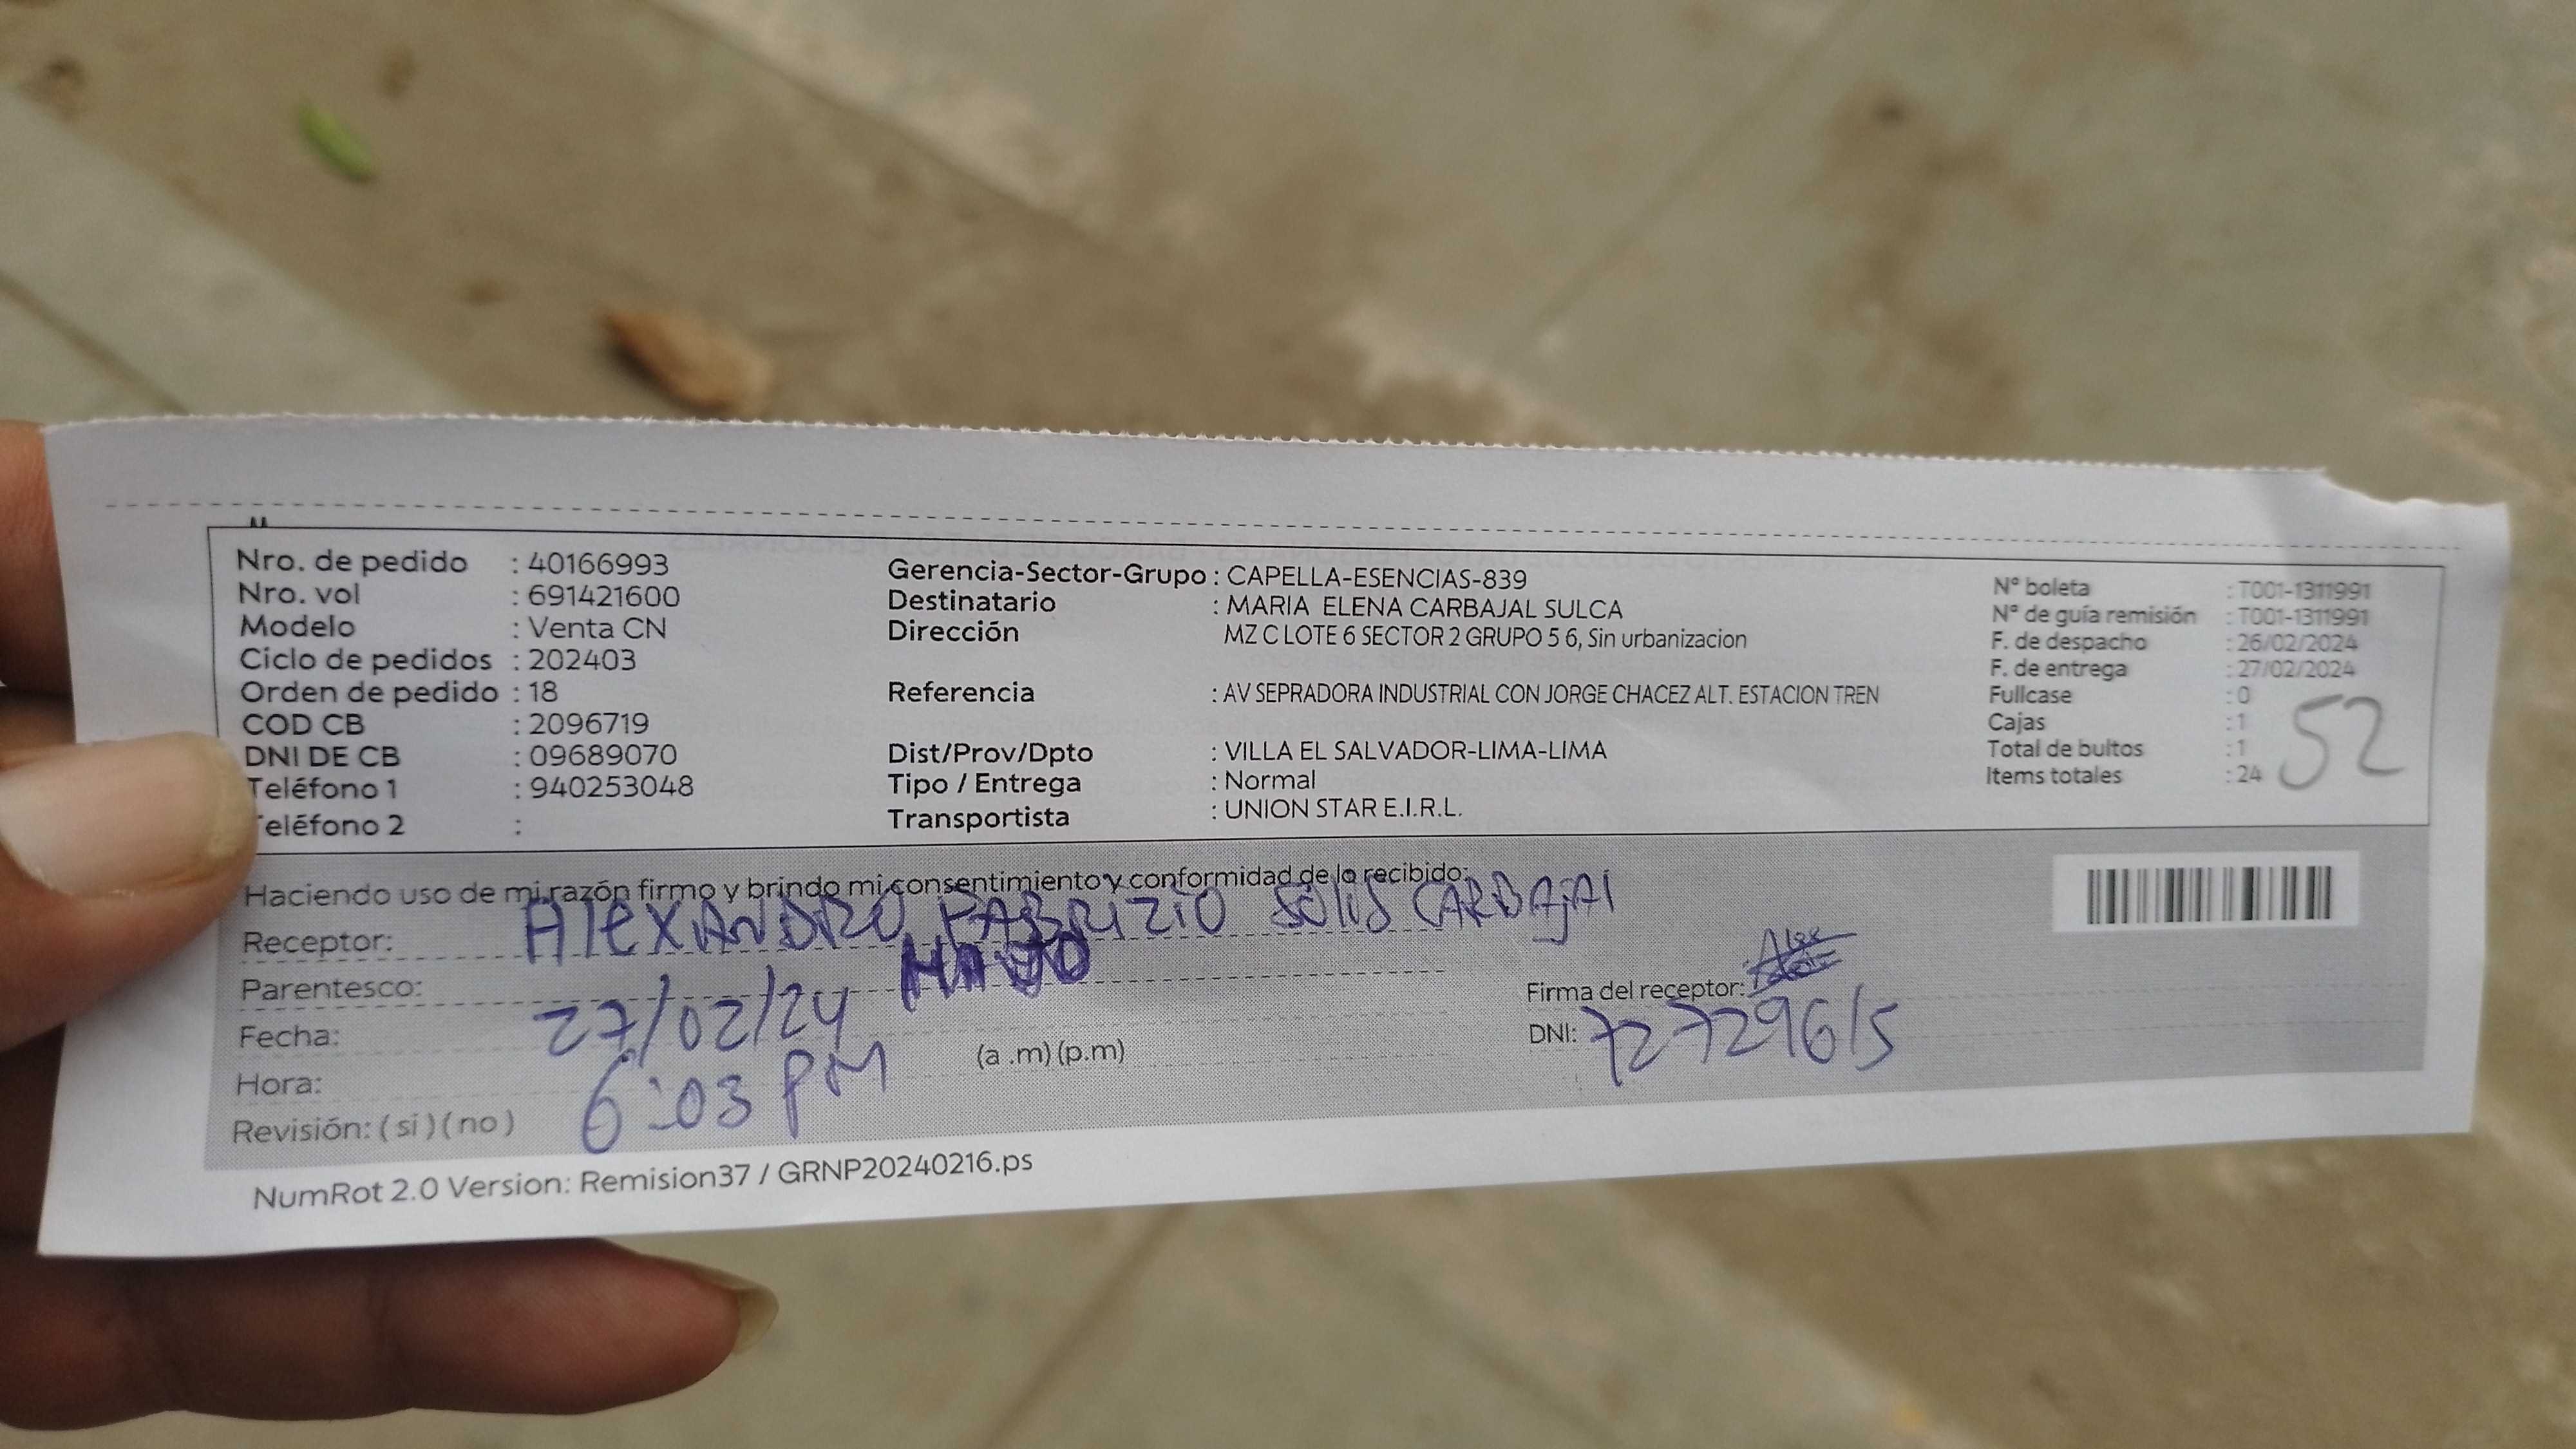 Nro. de pedido : 40166993
Nro. vol : 691421600
Modelo : Venta CN
Ciclo de pedidos : 202403
Orden de pedido : 18
COD CB : 2096719
DNI DE CB : 09689070
Teléfono 1 : 940253048
Teléfono 2 :
Gerencia-Sector-Grupo : CAPELLA-ESENCIAS-839
Destinatario : MARIA ELENA CARBAJAL SULCA
Dirección MZ C LOTE 6 SECTOR 2 GRUPO 5 6, Sin urbanizacion
Referencia : AV SEPRADORA INDUSTRIAL CON JORGE CHACEZ ALT. ESTACION TREN
Dist/Prov/Dpto : VILLA EL SALVADOR-LIMA-LIMA
Tipo / Entrega : Normal
Transportista : UNION STAR E.I.R.L.
N° boleta : T001-1311991
N° de guía remisión : T001-1311991
F. de despacho : 26/02/2024
F. de entrega : 27/02/2024
Fullcase : 0
Cajas : 1
Total de bultos : 1
Items totales : 24
52
Haciendo uso de mi razón firmo y brindo mi consentimiento y conformidad de lo recibido:
Receptor: AlexANDRO FABRIZIO SOLIS CARBAjAl
Parentesco:
Fecha: 27/02/24
Hora: 6:03 PM (a .m) (p.m)
Revisión: ( si ) ( no )
Firma del receptor:
DNI: 72729615
NumRot 2.0 Version: Remision37 / GRNP20240216.ps